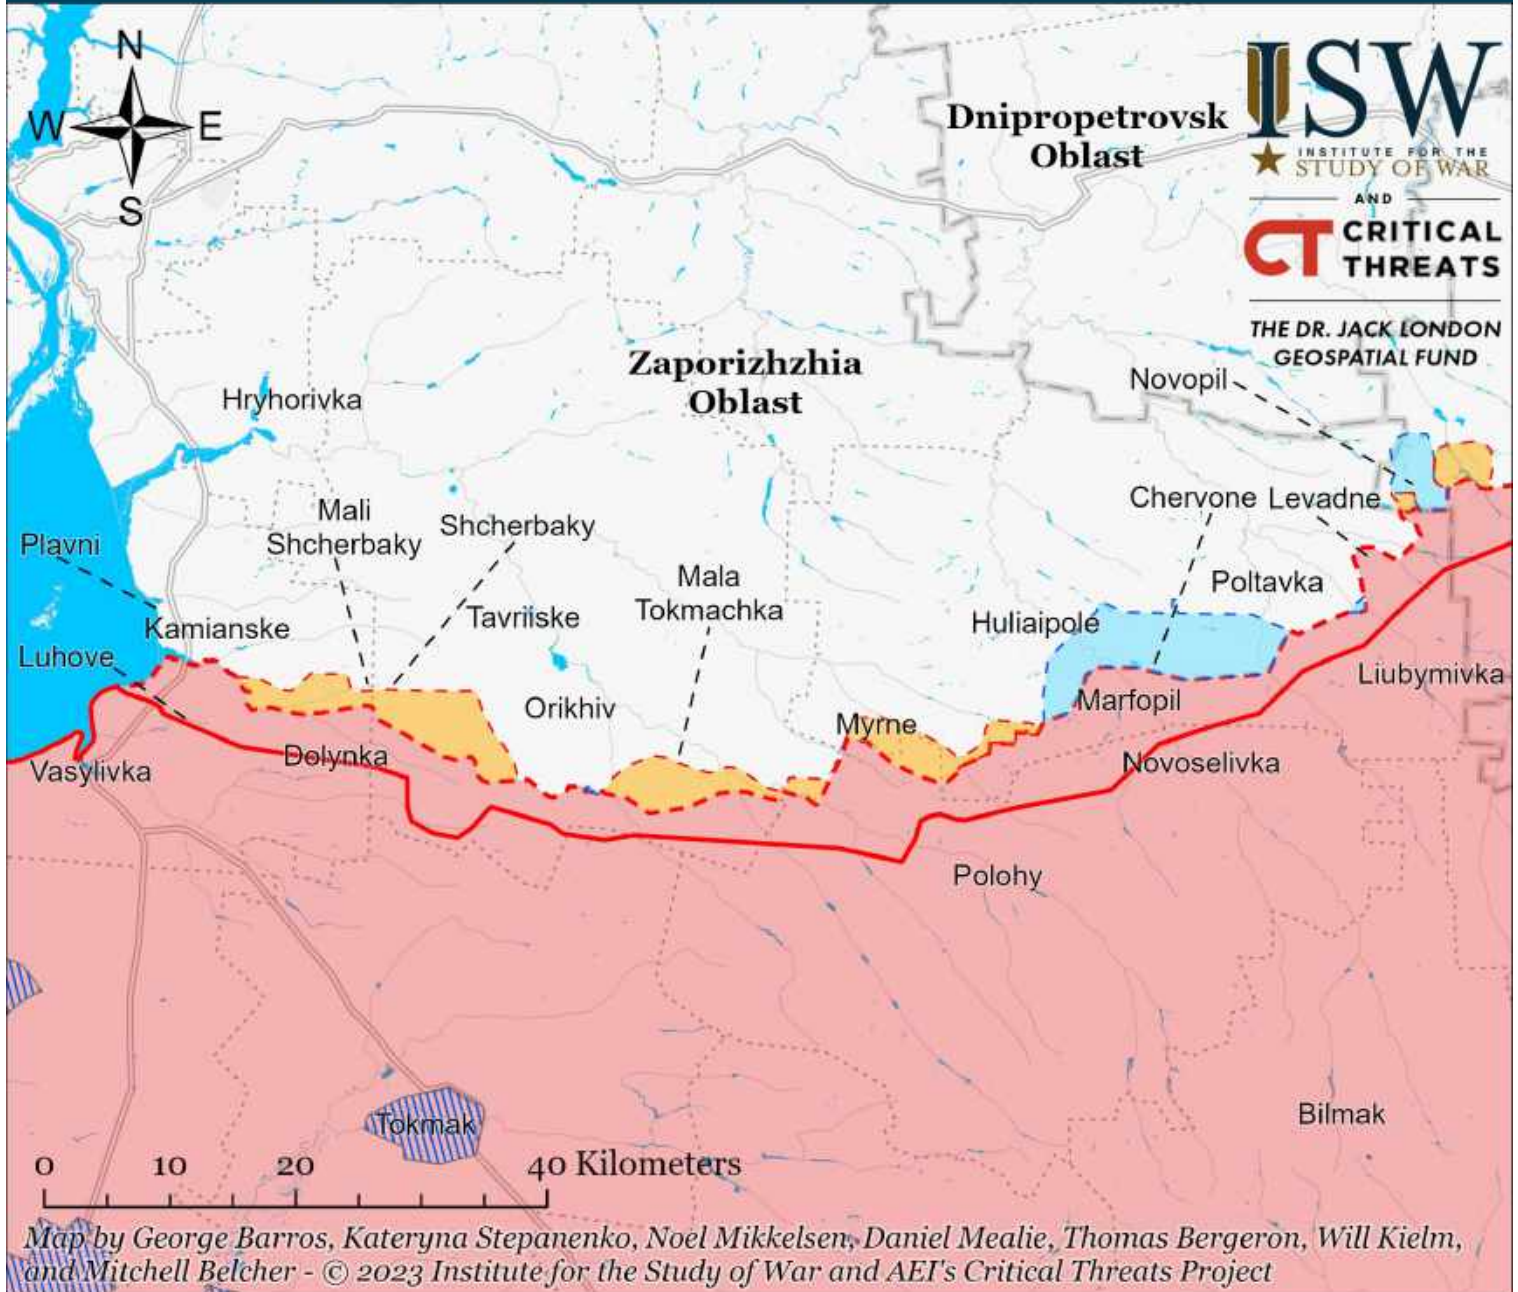 N
W E
S
Dnipropetrovsk
Oblast
ISW
INSTITUTE FOR THE
STUDY OF WAR
AND
CT CRITICAL
THREATS
THE DR. JACK LONDON
GEOSPATIAL FUND
Zaporizhzhia
Oblast
Novopil
Hryhorivka
Mali
Shcherbaky
Shcherbaky
Chervone
Levadne
Plavni
Mala
Tokmachka
Poltavka
Tavriiske
Huliaipole
Kamianske
Luhove
Liubymivka
Orikhiv
Marfopil
Myrne
Dolynka
Novoselivka
Vasylivka
Polohy
Bilmak
Tokmak
0 10 20 40 Kilometers
Map by George Barros, Kateryna Stepanenko, Noel Mikkelsen, Daniel Mealie, Thomas Bergeron, Will Kielm,
and Mitchell Belcher - © 2023 Institute for the Study of War and AEI's Critical Threats Project